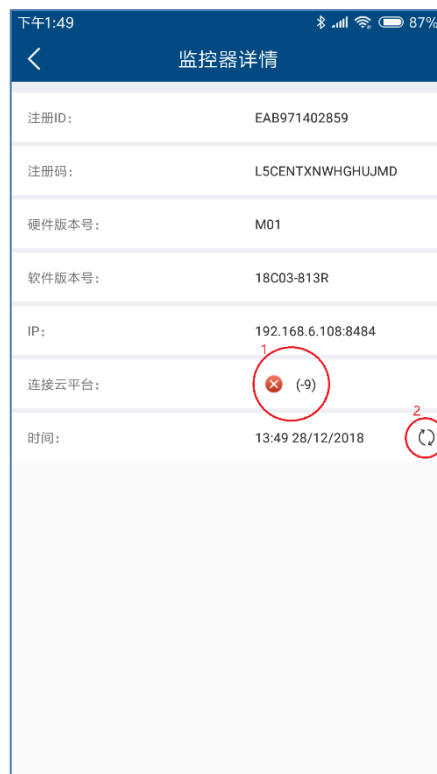 下午1:49 87%
监控器详情
注册ID： EAB971402859
注册码： L5CENTXNWHGHUJMD
硬件版本号： M01
软件版本号： 18C03-813R
IP： 192.168.6.108:8484
1
连接云平台： (-9)
2
时间： 13:49 28/12/2018